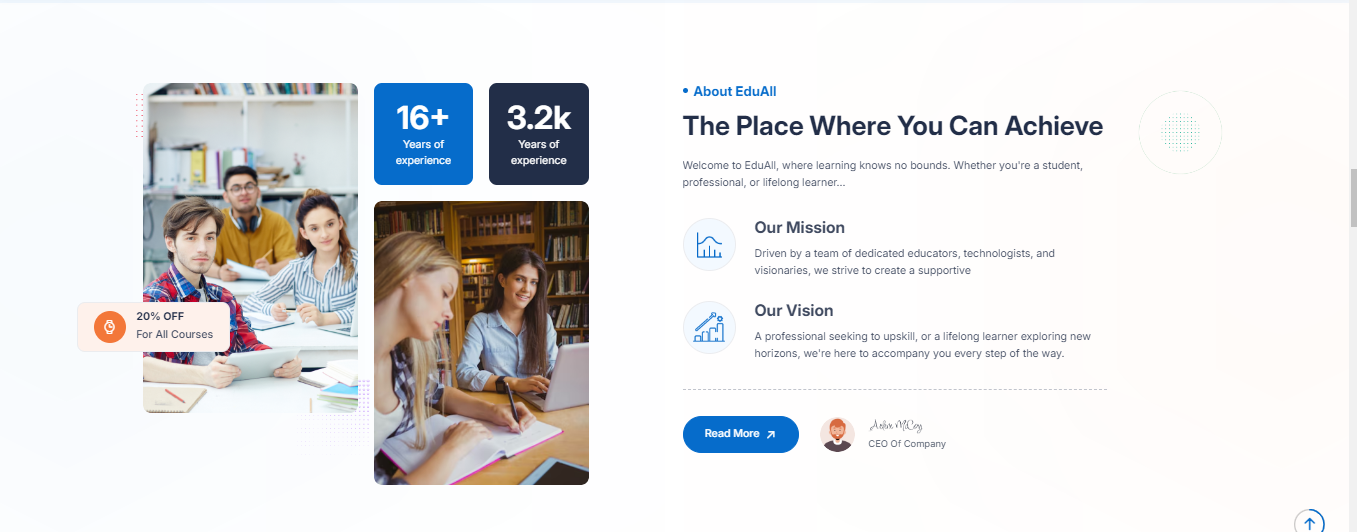 16+
Years of
experience
3.2k
Years of
experience
20% OFF
For All Courses
About EduAll
The Place Where You Can Achieve
Welcome to EduAll, where learning knows no bounds. Whether you're a student,
professional, or lifelong learner...
Our Mission
Driven by a team of dedicated educators, technologists, and
visionaries, we strive to create a supportive
Our Vision
A professional seeking to upskill, or a lifelong learner exploring new
horizons, we're here to accompany you every step of the way.
Read More
CEO Of Company